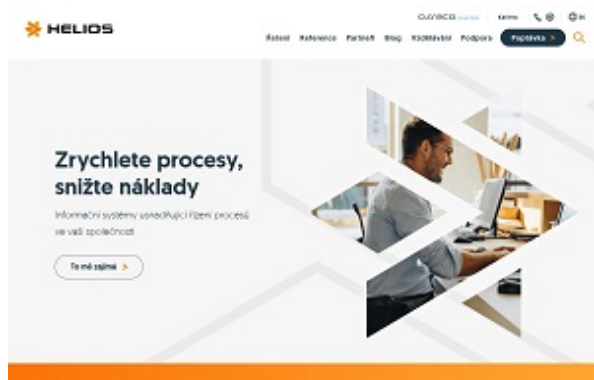 HELIOS
Kariéra
Řešení Reference Partneři Blog Vzdělávání Podpora Poptávka
Zrychlete procesy,
snižte náklady
Informační systémy usnadňující řízení procesů
ve vaší společnosti
To mě zajímá